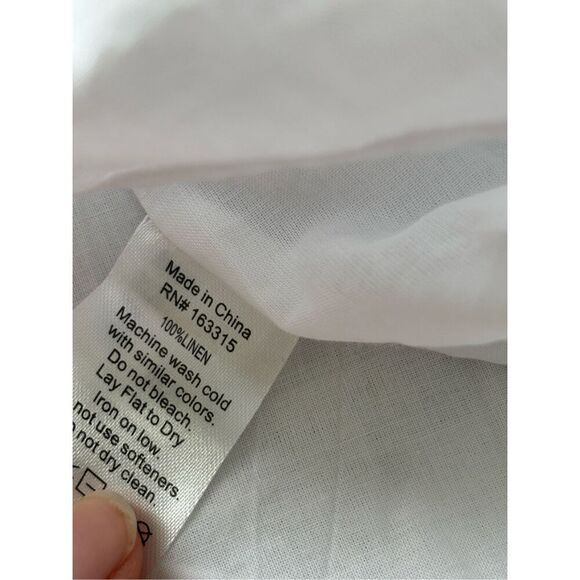 Made in China
RN# 163315
100%LINEN
Machine wash cold
with similar colors.
Do not bleach.
Lay Flat to Dry
Iron on low.
not use softeners.
not dry clean.